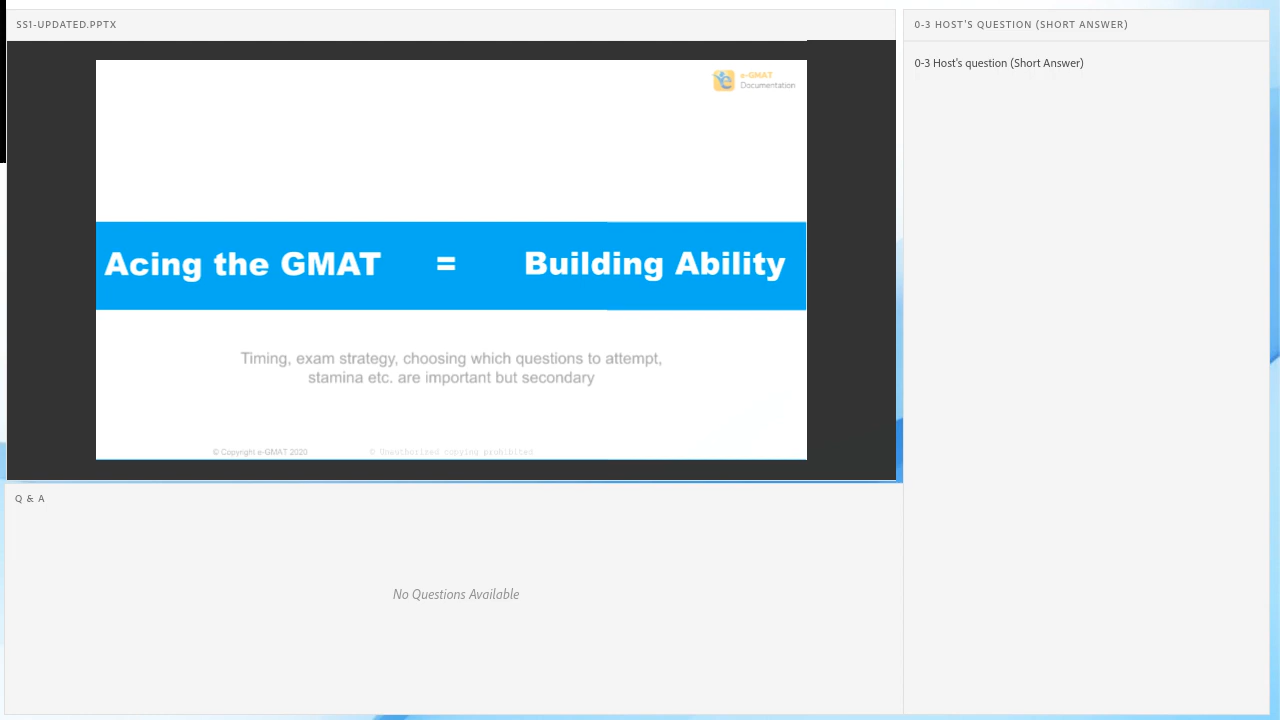 SS1-UPDATED.PPTX
e-GMAT
Documentation
Acing the GMAT = Building Ability
Timing, exam strategy, choosing which questions to attempt,
stamina etc. are important but secondary
© Copyright e-GMAT 2020 © Unauthorized copying prohibited
Q & A
No Questions Available
0-3 HOST'S QUESTION (SHORT ANSWER)
0-3 Host's question (Short Answer)